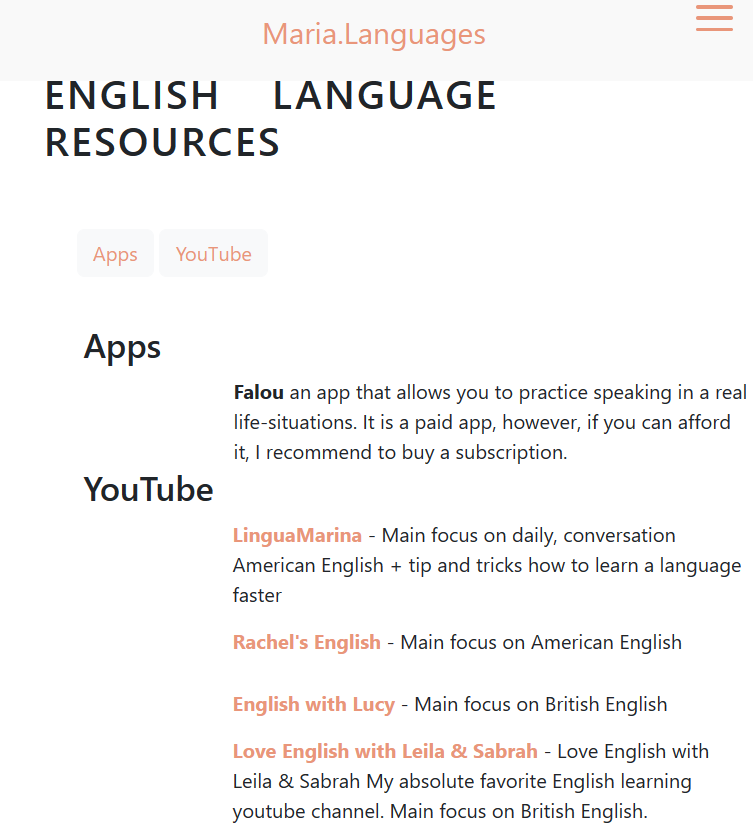 Maria.Languages
ENGLISH LANGUAGE
RESOURCES
Apps YouTube
Apps
Falou an app that allows you to practice speaking in a real
life-situations. It is a paid app, however, if you can afford
it, I recommend to buy a subscription.
YouTube
LinguaMarina - Main focus on daily, conversation
American English + tip and tricks how to learn a language
faster
Rachel's English - Main focus on American English
English with Lucy - Main focus on British English
Love English with Leila & Sabrah - Love English with
Leila & Sabrah My absolute favorite English learning
youtube channel. Main focus on British English.